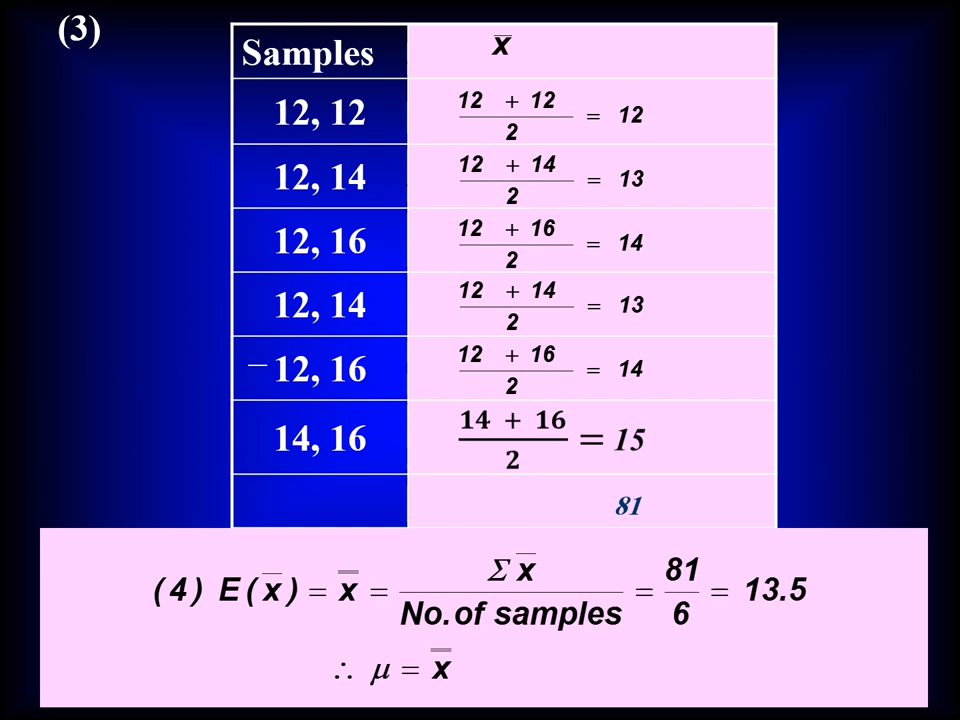 (3)
Samples x̅
12, 12 (12 + 12)/2 = 12
12, 14 (12 + 14)/2 = 13
12, 16 (12 + 16)/2 = 14
12, 14 (12 + 14)/2 = 13
– 12, 16 (12 + 16)/2 = 14
14, 16 (14 + 16)/2 = 15
81
(4) E(x̅) = x̿ = Σx̅/No. of samples = 81/6 = 13.5
∴ μ = x̿